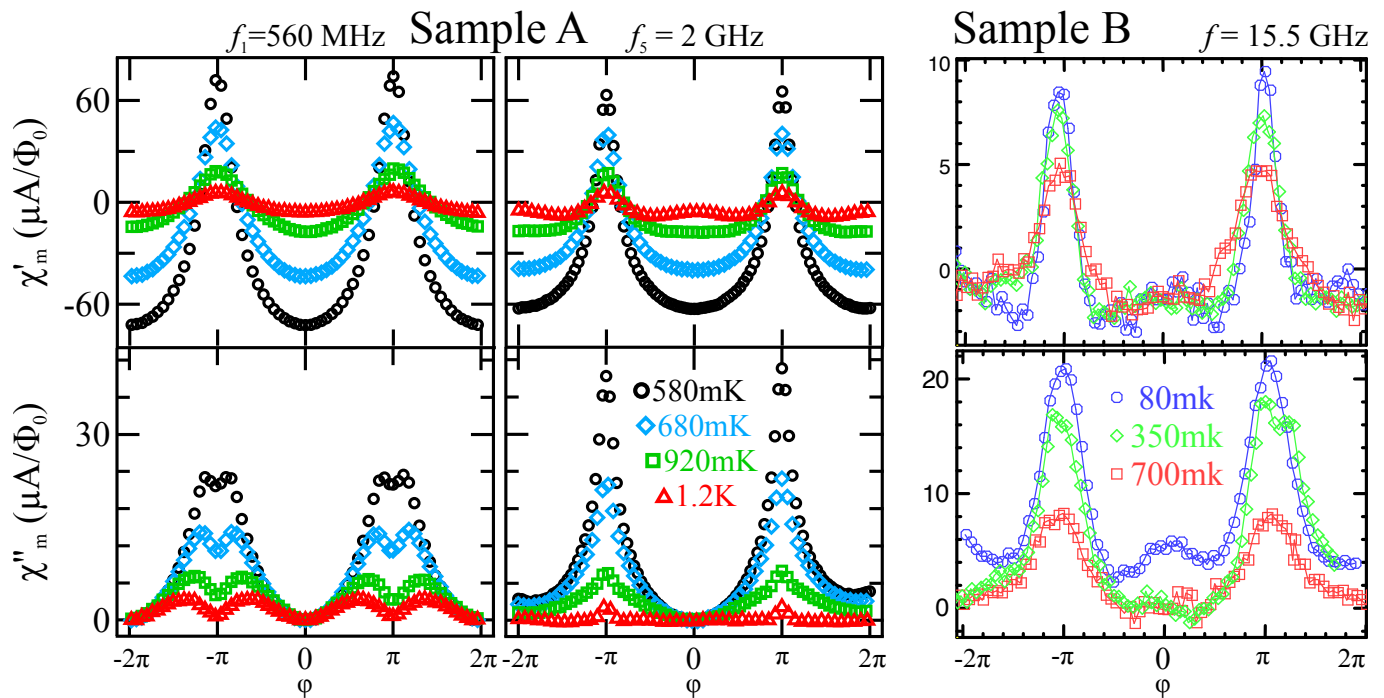 Sample A
Sample B
f₁=560 MHz
f₅ = 2 GHz
f = 15.5 GHz
χ'ₘ (μA/Φ₀)
60
0
-60
10
5
0
χ"ₘ (μA/Φ₀)
30
0
580mK
680mK
920mK
1.2K
20
10
0
80mk
350mk
700mk
-2π -π 0 π 2π
-2π -π 0 π 2π
-2π -π 0 π 2π
φ
φ
φ